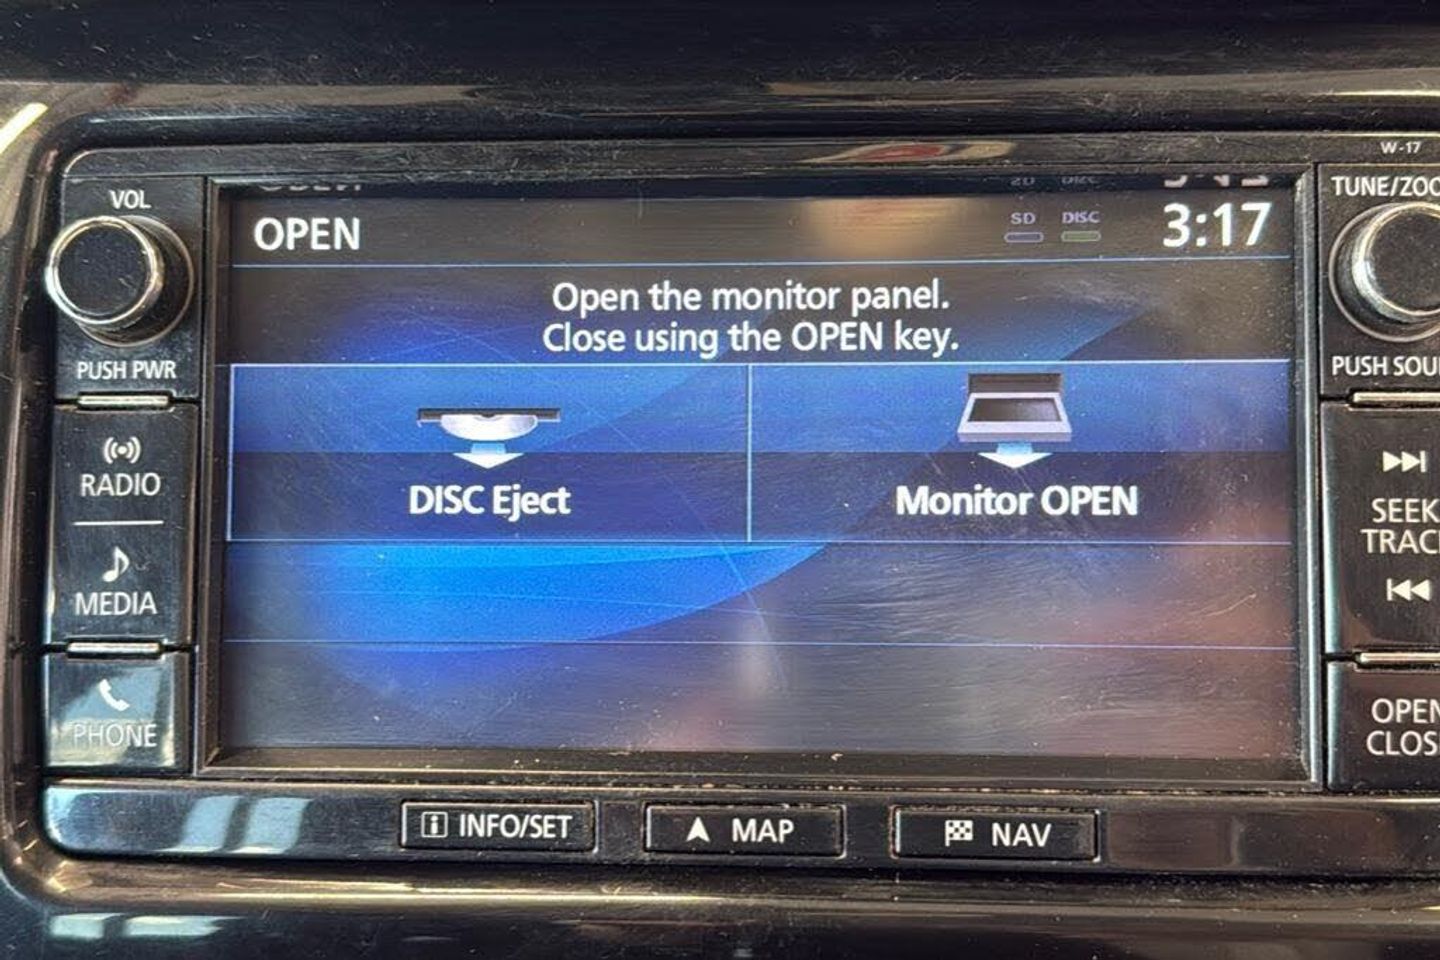 W-17
VOL
PUSH PWR
RADIO
MEDIA
PHONE
OPEN
SD
DISC
3:17
Open the monitor panel.
Close using the OPEN key.
DISC Eject
Monitor OPEN
TUNE/ZOO
PUSH SOU
SEEK
TRAC
OPEN
CLOS
INFO/SET
MAP
NAV